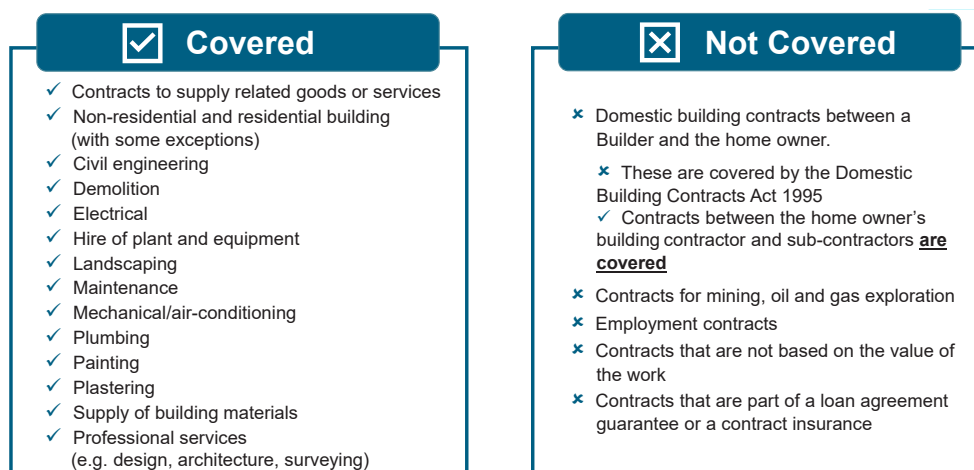 Covered
✓ Contracts to supply related goods or services
✓ Non-residential and residential building
(with some exceptions)
✓ Civil engineering
✓ Demolition
✓ Electrical
✓ Hire of plant and equipment
✓ Landscaping
✓ Maintenance
✓ Mechanical/air-conditioning
✓ Plumbing
✓ Painting
✓ Plastering
✓ Supply of building materials
✓ Professional services
(e.g. design, architecture, surveying)
Not Covered
× Domestic building contracts between a
Builder and the home owner.
× These are covered by the Domestic
Building Contracts Act 1995
✓ Contracts between the home owner’s
building contractor and sub-contractors are
covered
× Contracts for mining, oil and gas exploration
× Employment contracts
× Contracts that are not based on the value of
the work
× Contracts that are part of a loan agreement
guarantee or a contract insurance